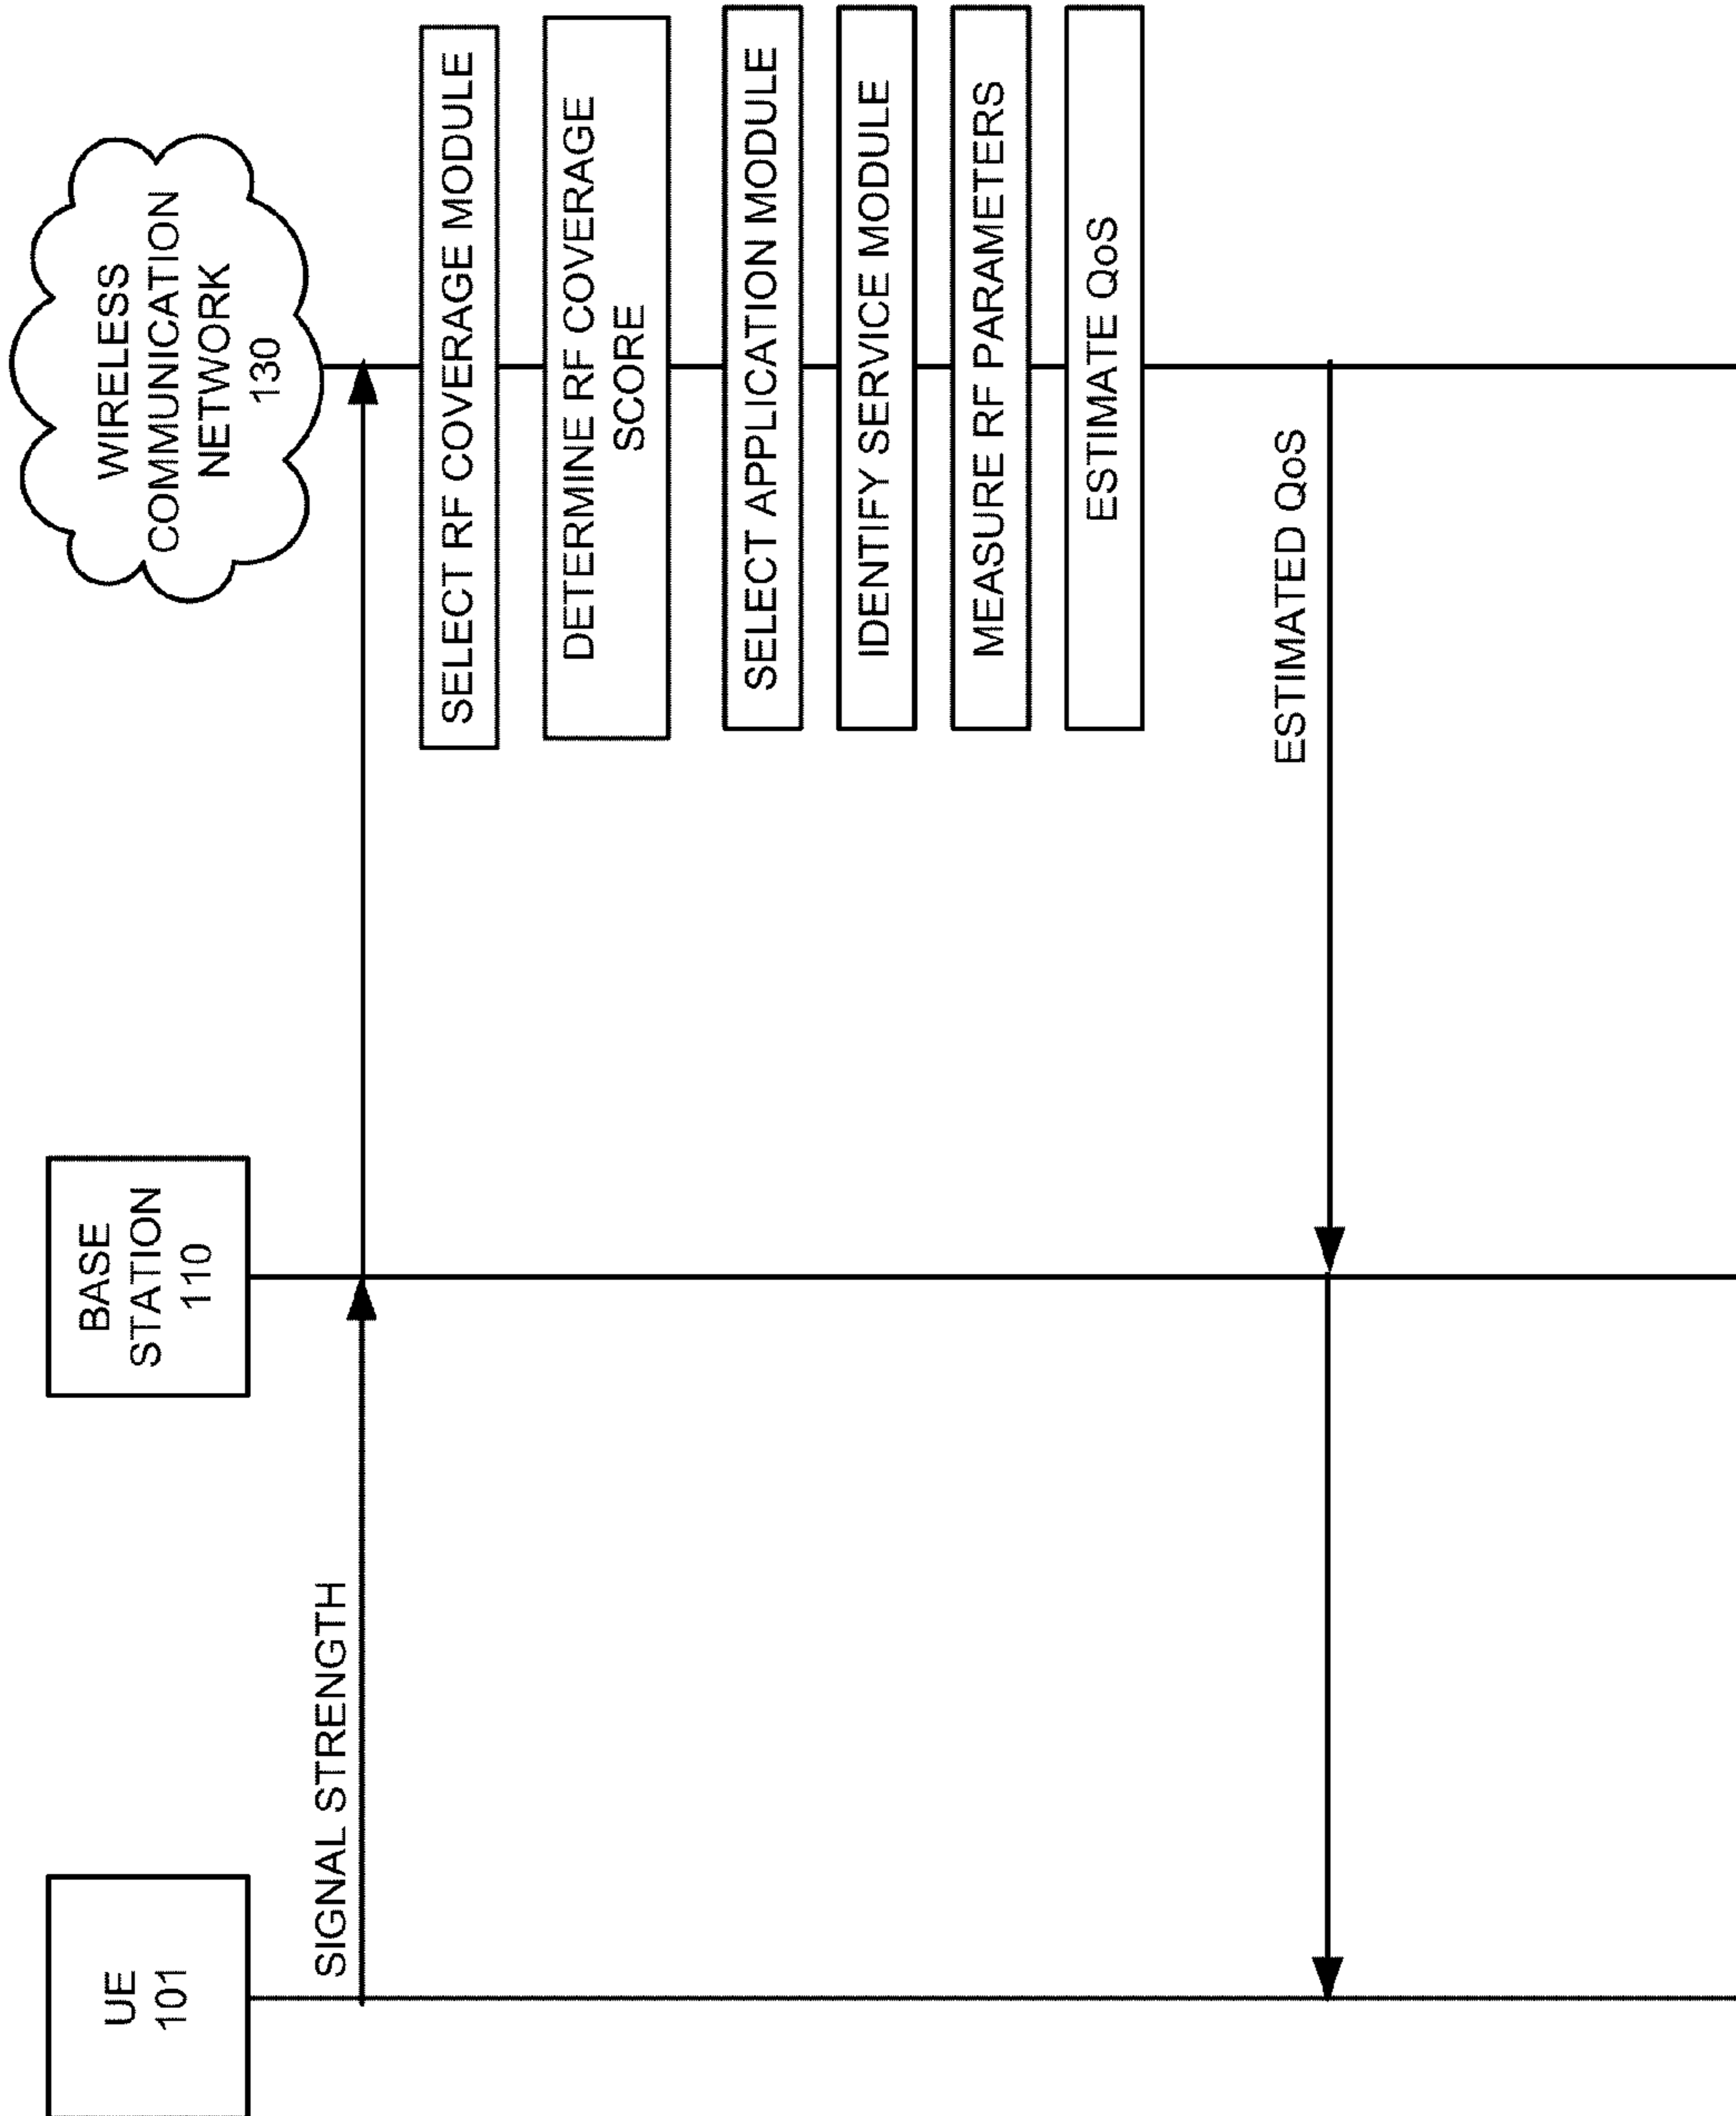 UE
101
BASE
STATION
110
WIRELESS
COMMUNICATION
NETWORK
130
SIGNAL STRENGTH
SELECT RF COVERAGE MODULE
DETERMINE RF COVERAGE
SCORE
SELECT APPLICATION MODULE
IDENTIFY SERVICE MODULE
MEASURE RF PARAMETERS
ESTIMATE QoS
ESTIMATED QoS